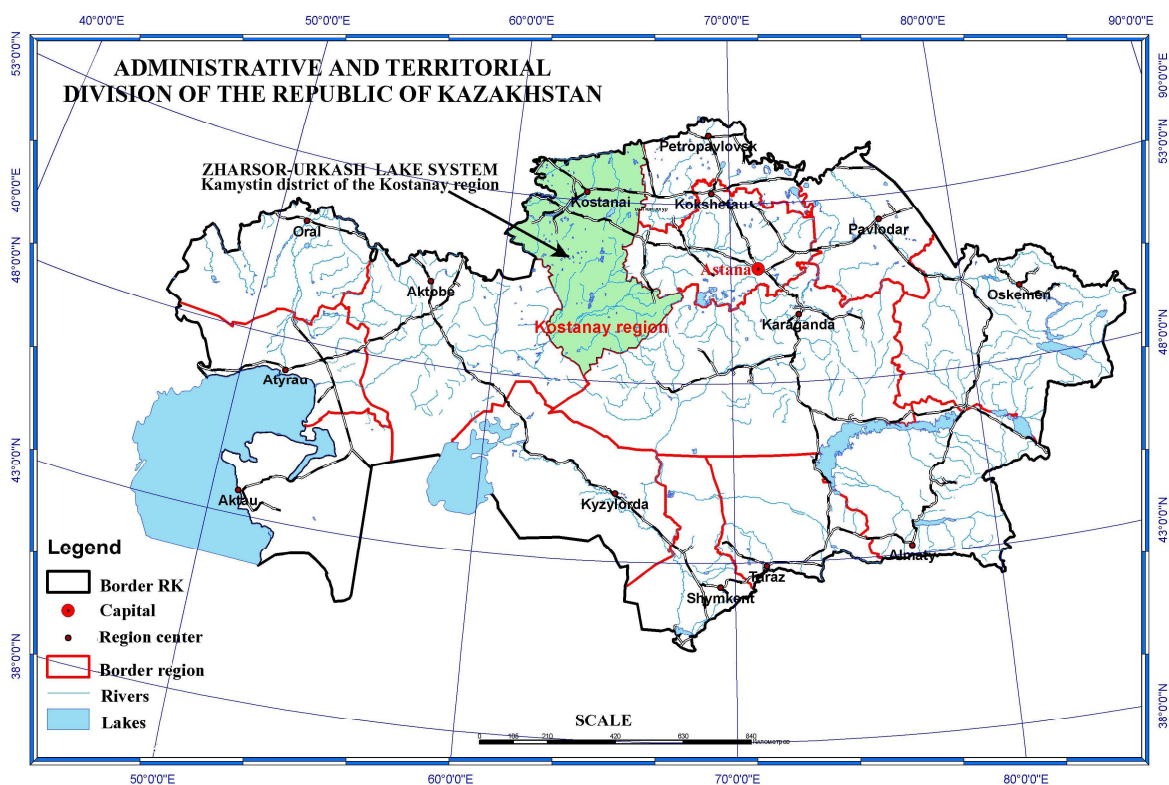 40°0'0"E 50°0'0"E 60°0'0"E 70°0'0"E 80°0'0"E 90°0'0"E
53°0'0"N
90°0'0"E
ADMINISTRATIVE AND TERRITORIAL
DIVISION OF THE REPUBLIC OF KAZAKHSTAN
Petropavlovsk
53°0'0"N
ZHARSOR-URKASH LAKE SYSTEM
Kamystin district of the Kostanay region
40°0'0"E
Kostanai
Kokshetau
Pavlodar
Oral
48°0'0"N
Astana
Aktobe
Oskemen
Karaganda
Kostanay region
48°0'0"N
Atyrau
43°0'0"N
Aktau
Kyzylorda
43°0'0"N
Almaty
Taraz
Shymkent
Legend
Border RK
Capital
Region center
38°0'0"N
Border region
Rivers
Lakes
38°0'0"N
SCALE
0 106 210 420 630 840
Километров
50°0'0"E 60°0'0"E 70°0'0"E 80°0'0"E